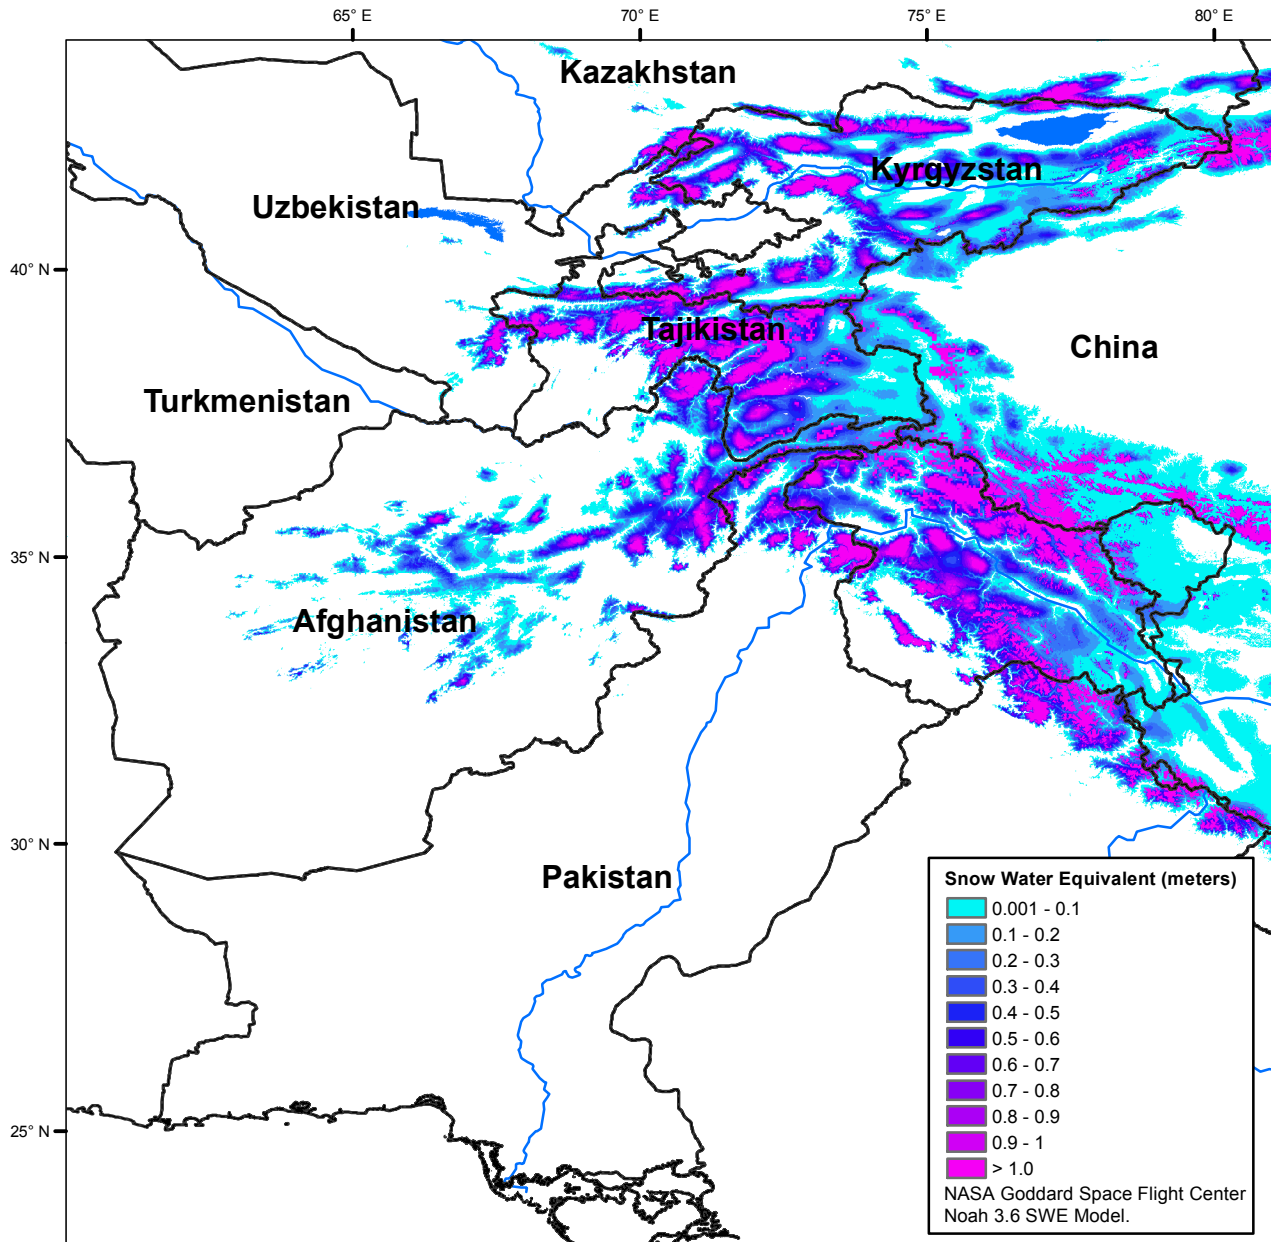 65° E
70° E
75° E
80° E
Kazakhstan
Kyrgyzstan
Uzbekistan
40° N
Tajikistan
China
Turkmenistan
35° N
Afghanistan
30° N
Pakistan
25° N
Snow Water Equivalent (meters)
0.001 - 0.1
0.1 - 0.2
0.2 - 0.3
0.3 - 0.4
0.4 - 0.5
0.5 - 0.6
0.6 - 0.7
0.7 - 0.8
0.8 - 0.9
0.9 - 1
> 1.0
NASA Goddard Space Flight Center
Noah 3.6 SWE Model.